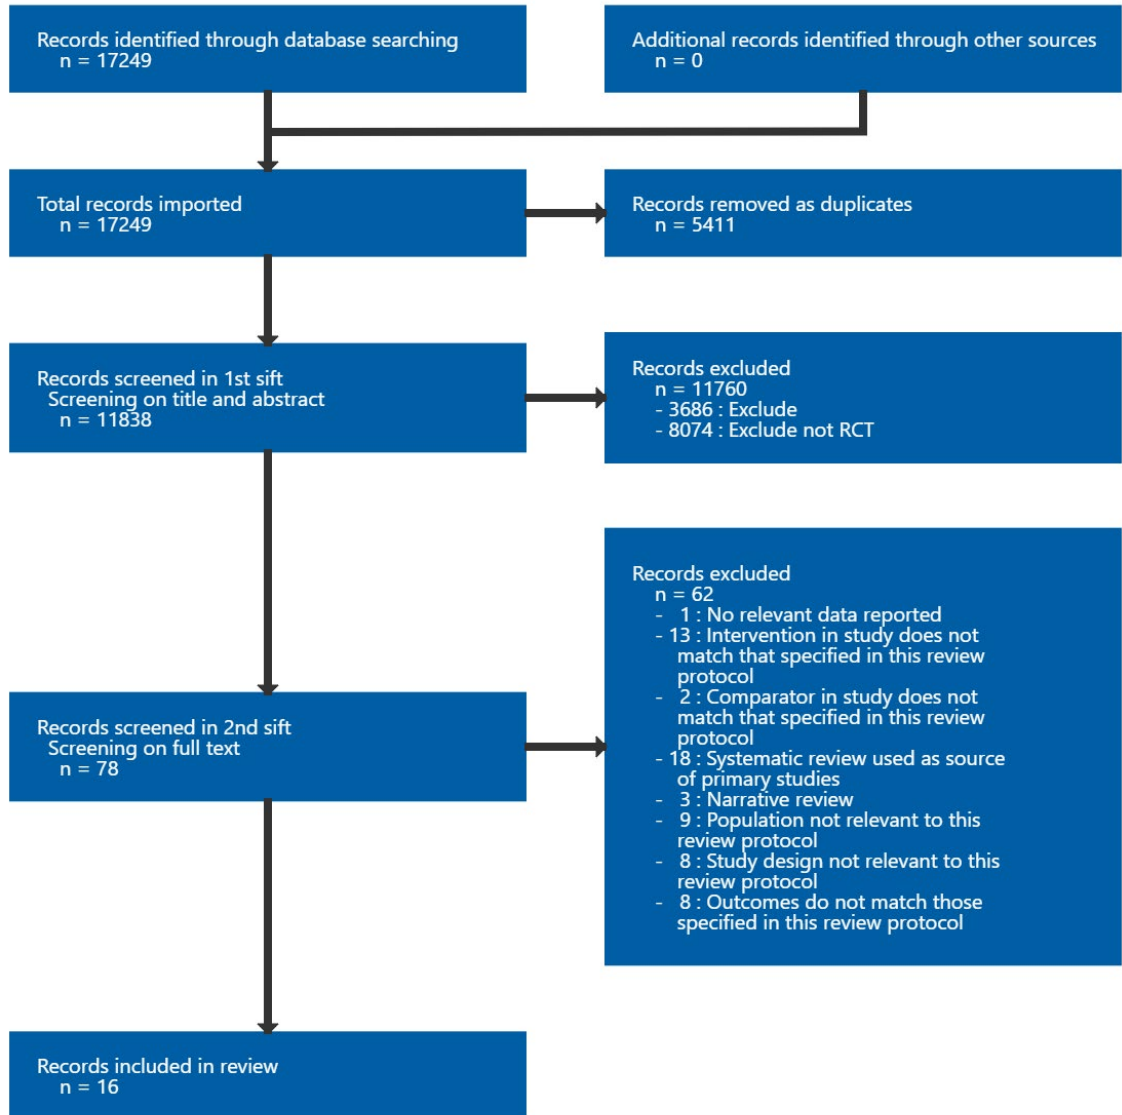 Records identified through database searching
n = 17249
Additional records identified through other sources
n = 0
Total records imported
n = 17249
Records removed as duplicates
n = 5411
Records screened in 1st sift
Screening on title and abstract
n = 11838
Records excluded
n = 11760
- 3686 : Exclude
- 8074 : Exclude not RCT
Records screened in 2nd sift
Screening on full text
n = 78
Records excluded
n = 62
- 1 : No relevant data reported
- 13 : Intervention in study does not
match that specified in this review
protocol
- 2 : Comparator in study does not
match that specified in this review
protocol
- 18 : Systematic review used as source
of primary studies
- 3 : Narrative review
- 9 : Population not relevant to this
review protocol
- 8 : Study design not relevant to this
review protocol
- 8 : Outcomes do not match those
specified in this review protocol
Records included in review
n = 16